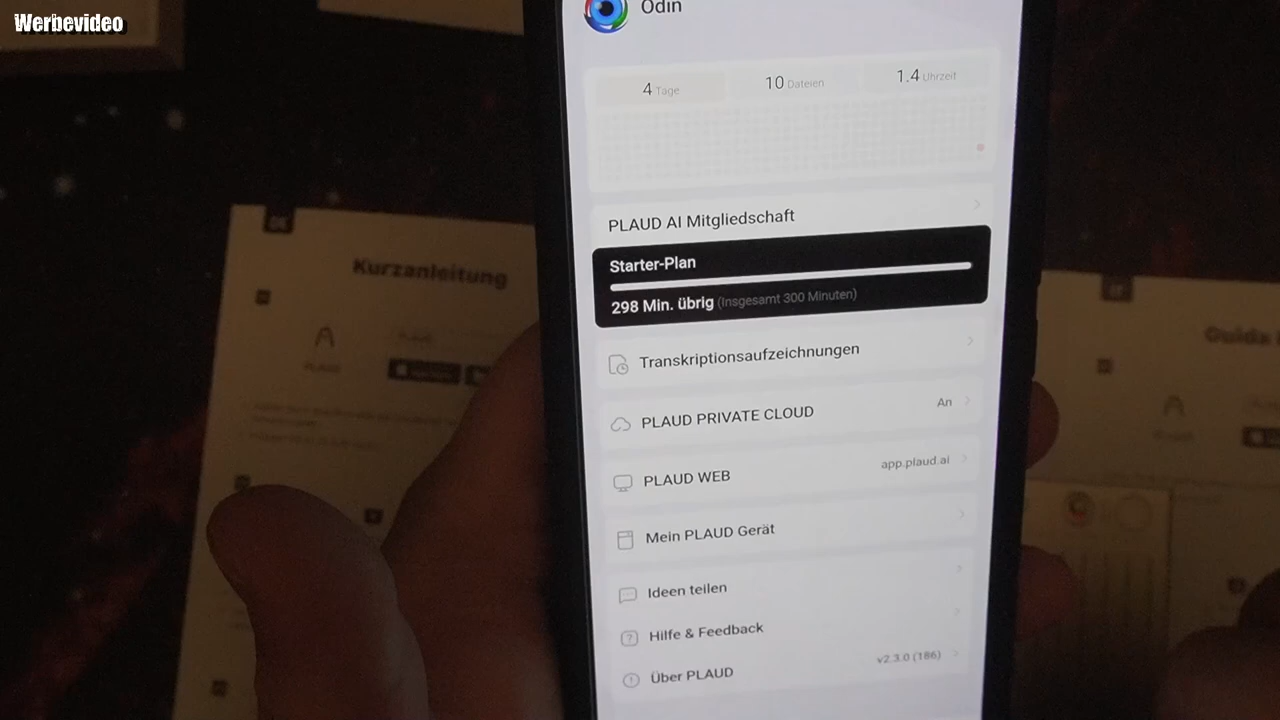 Werbevideo
Odin
4 Tage
10 Dateien
1.4 Uhrzeit
PLAUD AI Mitgliedschaft
Starter-Plan
298 Min. übrig (Insgesamt 300 Minuten)
Transkriptionsaufzeichnungen
PLAUD PRIVATE CLOUD
An
PLAUD WEB
app.plaud.ai
Mein PLAUD Gerät
Ideen teilen
Hilfe & Feedback
Über PLAUD
v2.3.0 (186)
Kurzanleitung
PLAUD
Guida